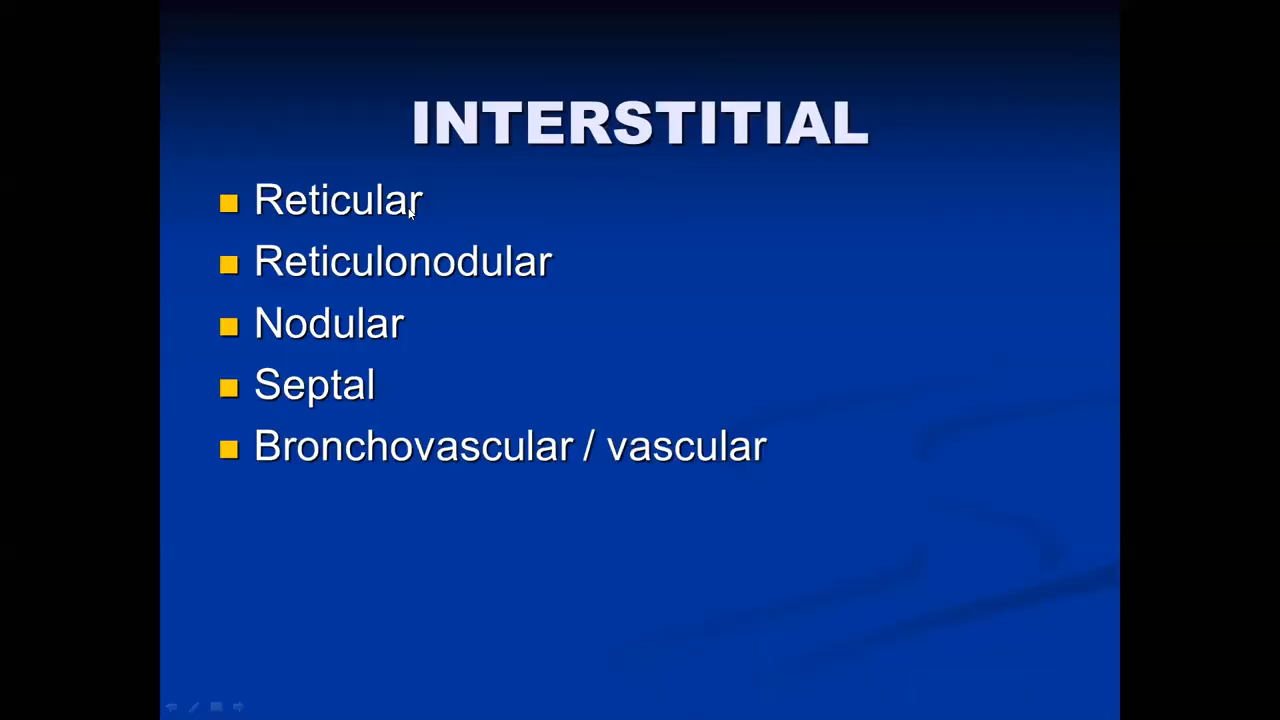 INTERSTITIAL
Reticular
Reticulonodular
Nodular
Septal
Bronchovascular / vascular